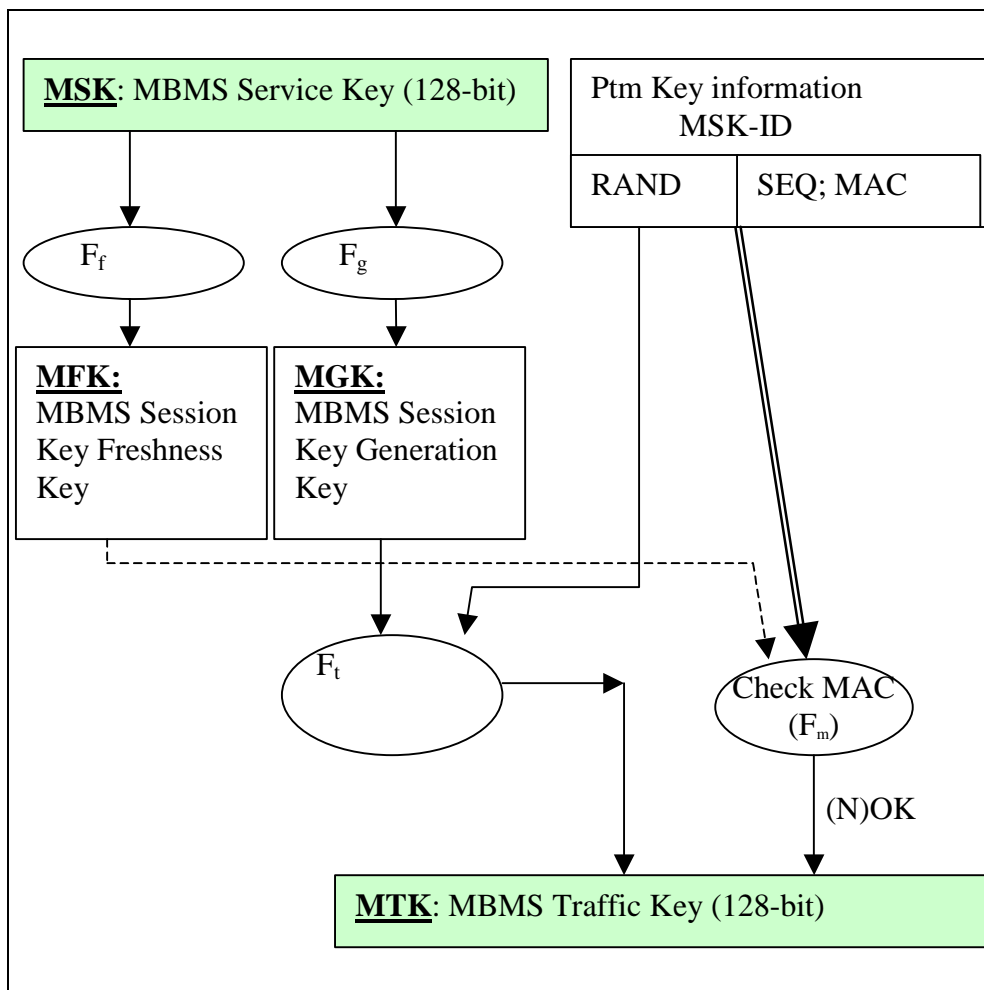 MSK: MBMS Service Key (128-bit)
Ptm Key information
MSK-ID
RAND
SEQ; MAC
Ff
Fg
MFK:
MBMS Session
Key Freshness
Key
MGK:
MBMS Session
Key Generation
Key
Ft
Check MAC
(Fm)
(N)OK
MTK: MBMS Traffic Key (128-bit)